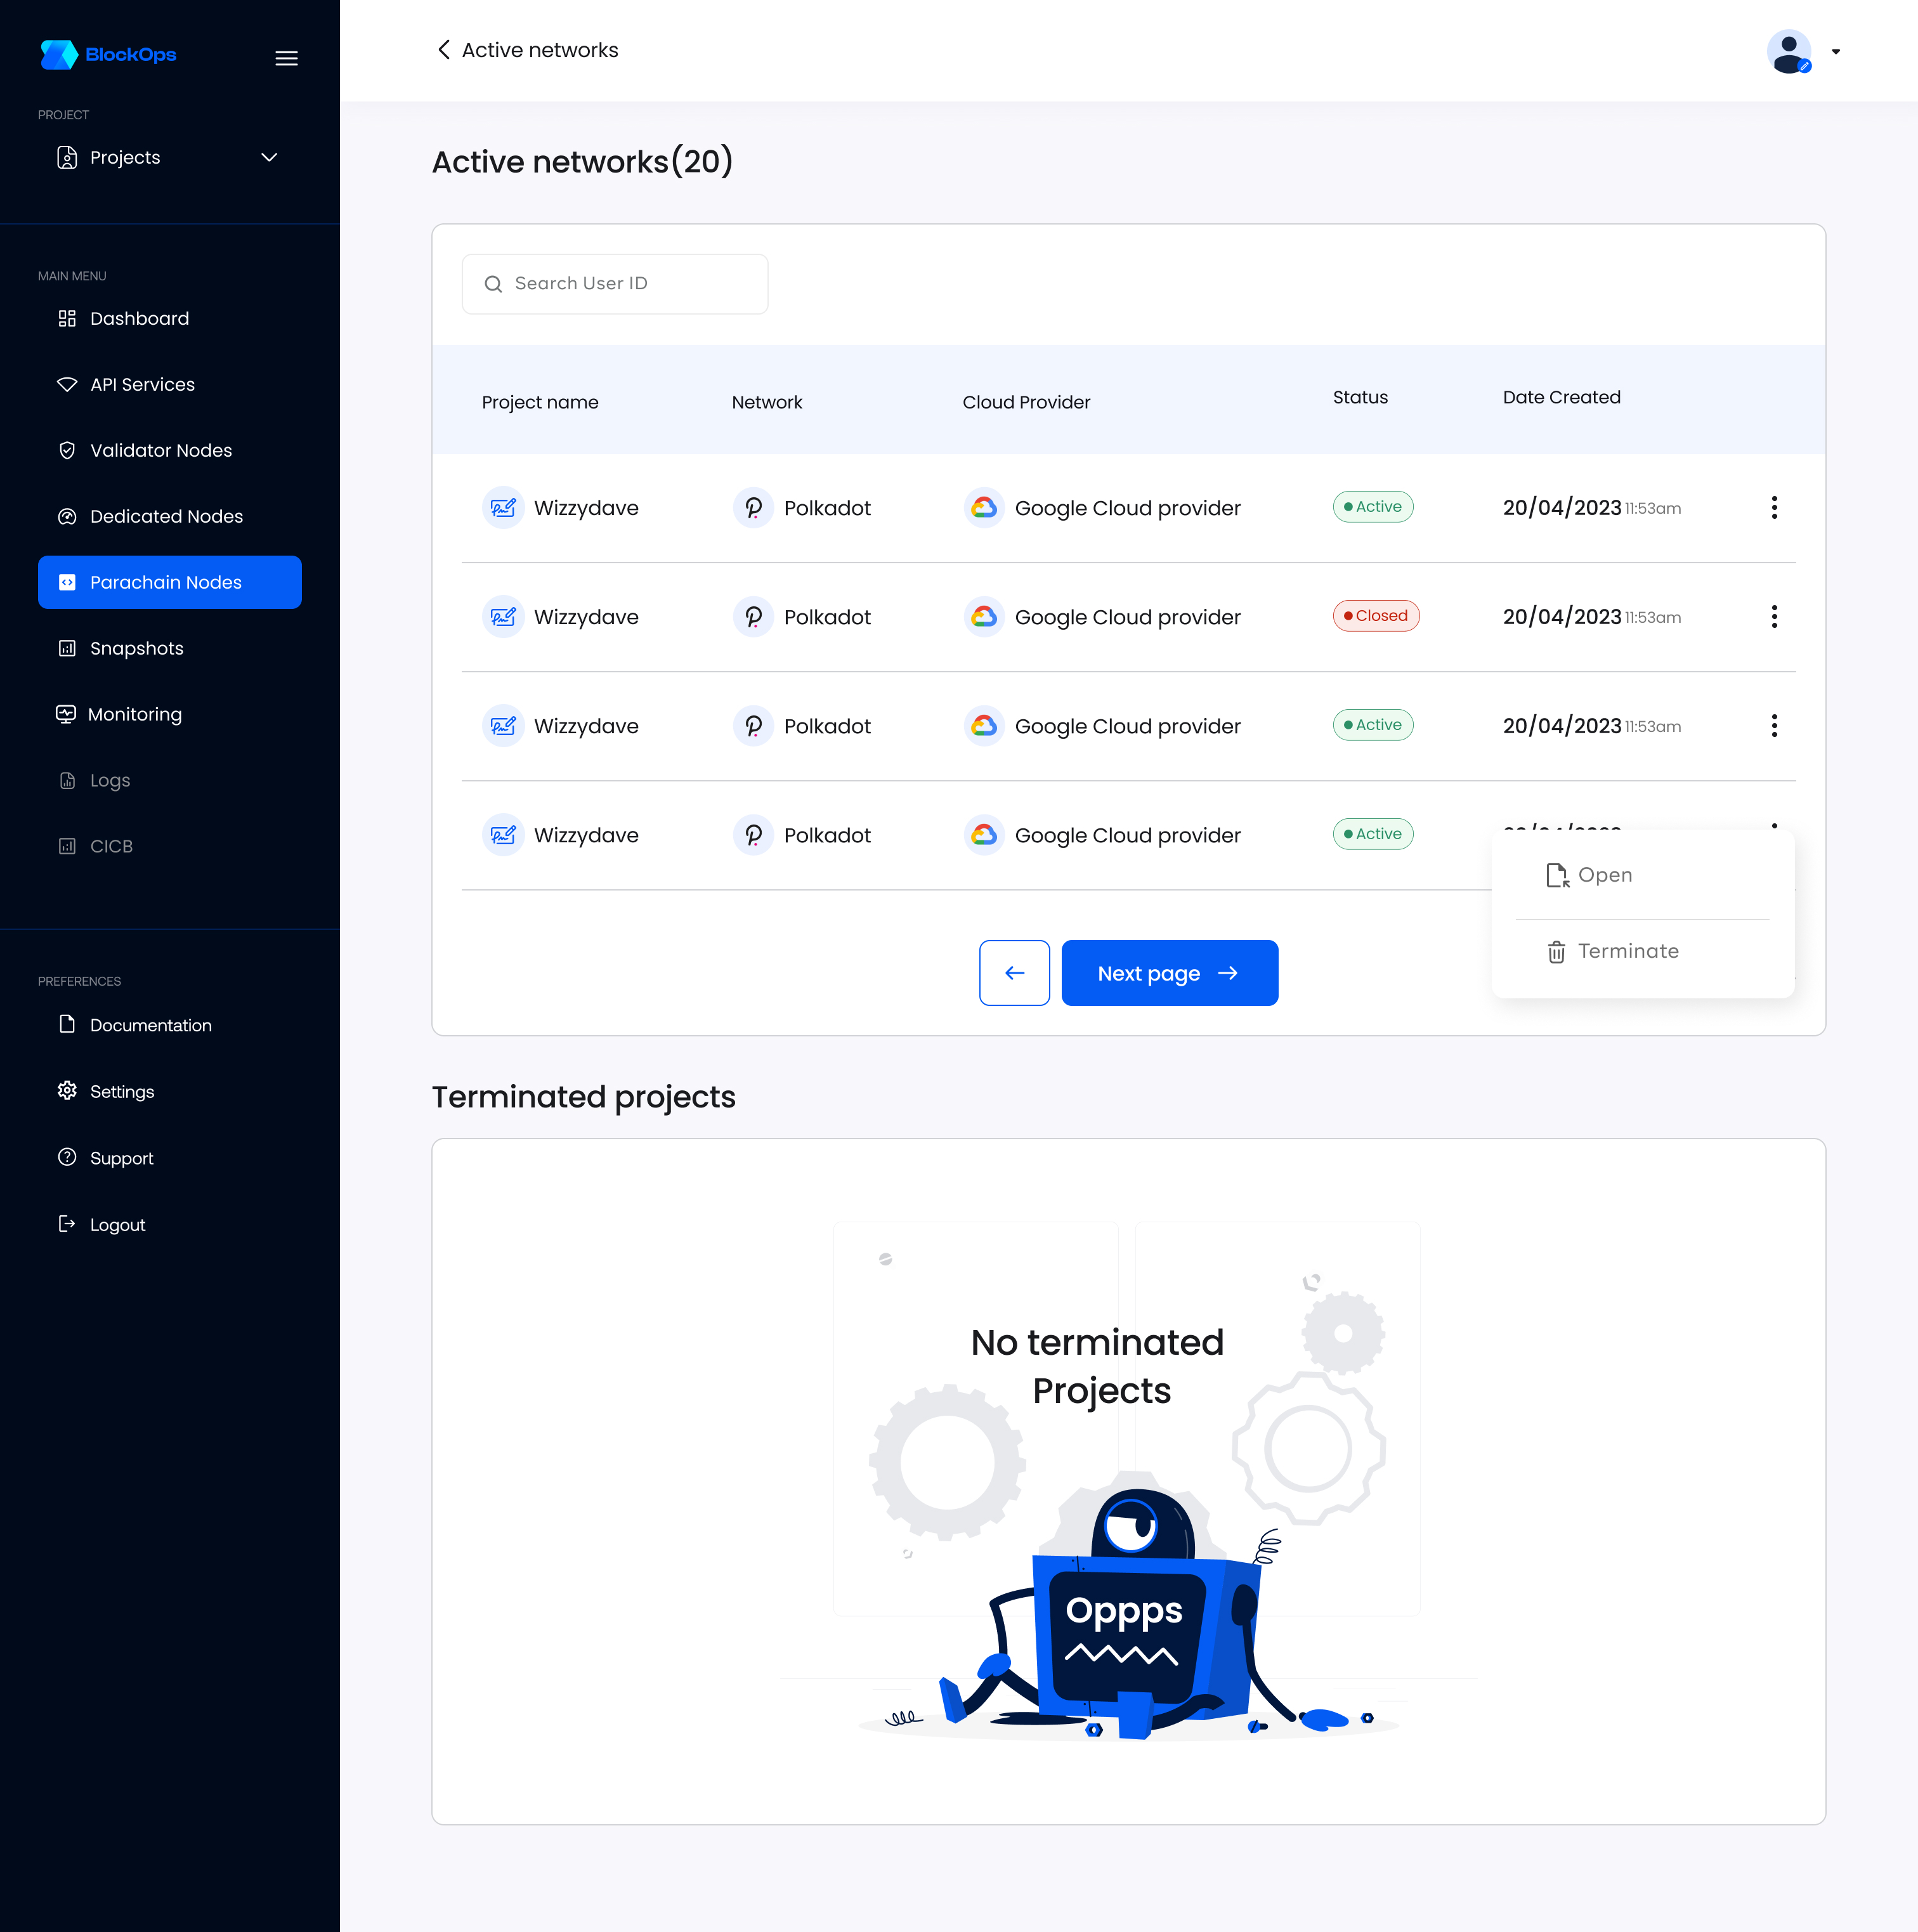 BlockOps
PROJECT
Projects
MAIN MENU
Dashboard
API Services
Validator Nodes
Dedicated Nodes
Parachain Nodes
Snapshots
Monitoring
Logs
CICB
PREFERENCES
Documentation
Settings
Support
Logout
Active networks
Active networks(20)
Search User ID
Project name Network Cloud Provider Status Date Created
Wizzydave Polkadot Google Cloud provider Active 20/04/2023 11:53am
Wizzydave Polkadot Google Cloud provider Closed 20/04/2023 11:53am
Wizzydave Polkadot Google Cloud provider Active 20/04/2023 11:53am
Wizzydave Polkadot Google Cloud provider Active
Open
Terminate
Next page
Terminated projects
No terminated
Projects
Oppps